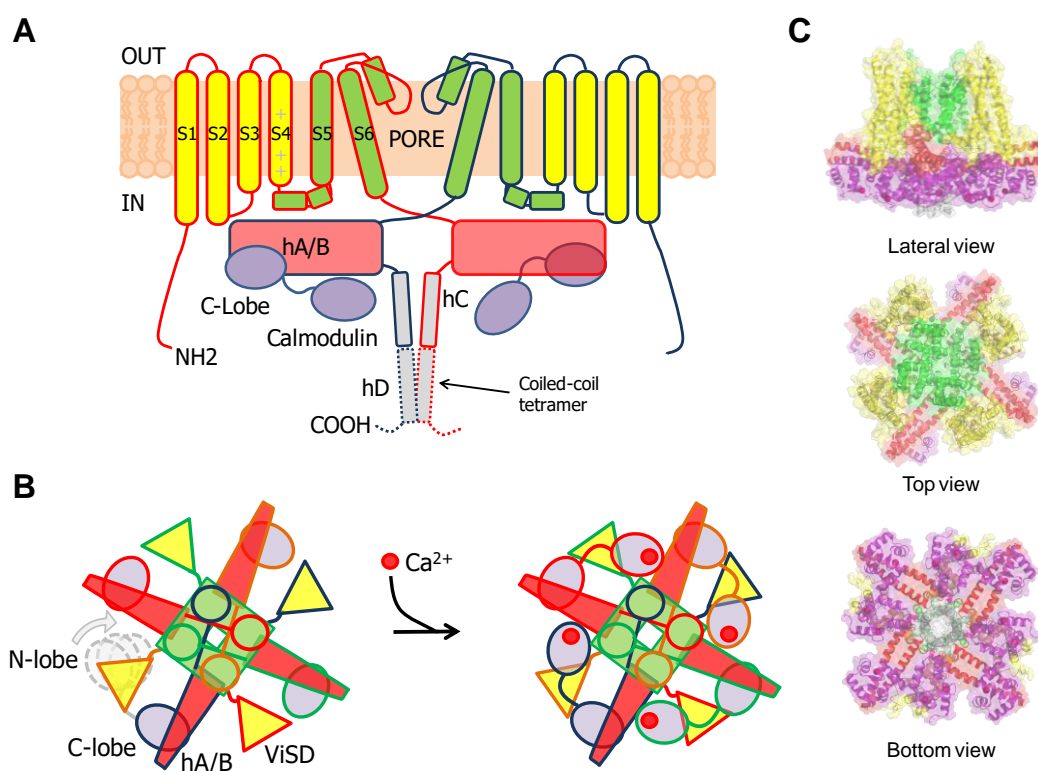 A
OUT
S1
S2
S3
S4
+
+
+
S5
S6
PORE
IN
hA/B
C-Lobe
Calmodulin
hC
NH2
hD
Coiled-coil
tetramer
COOH
B
Ca2+
N-lobe
C-lobe
hA/B
ViSD
C
Lateral view
Top view
Bottom view